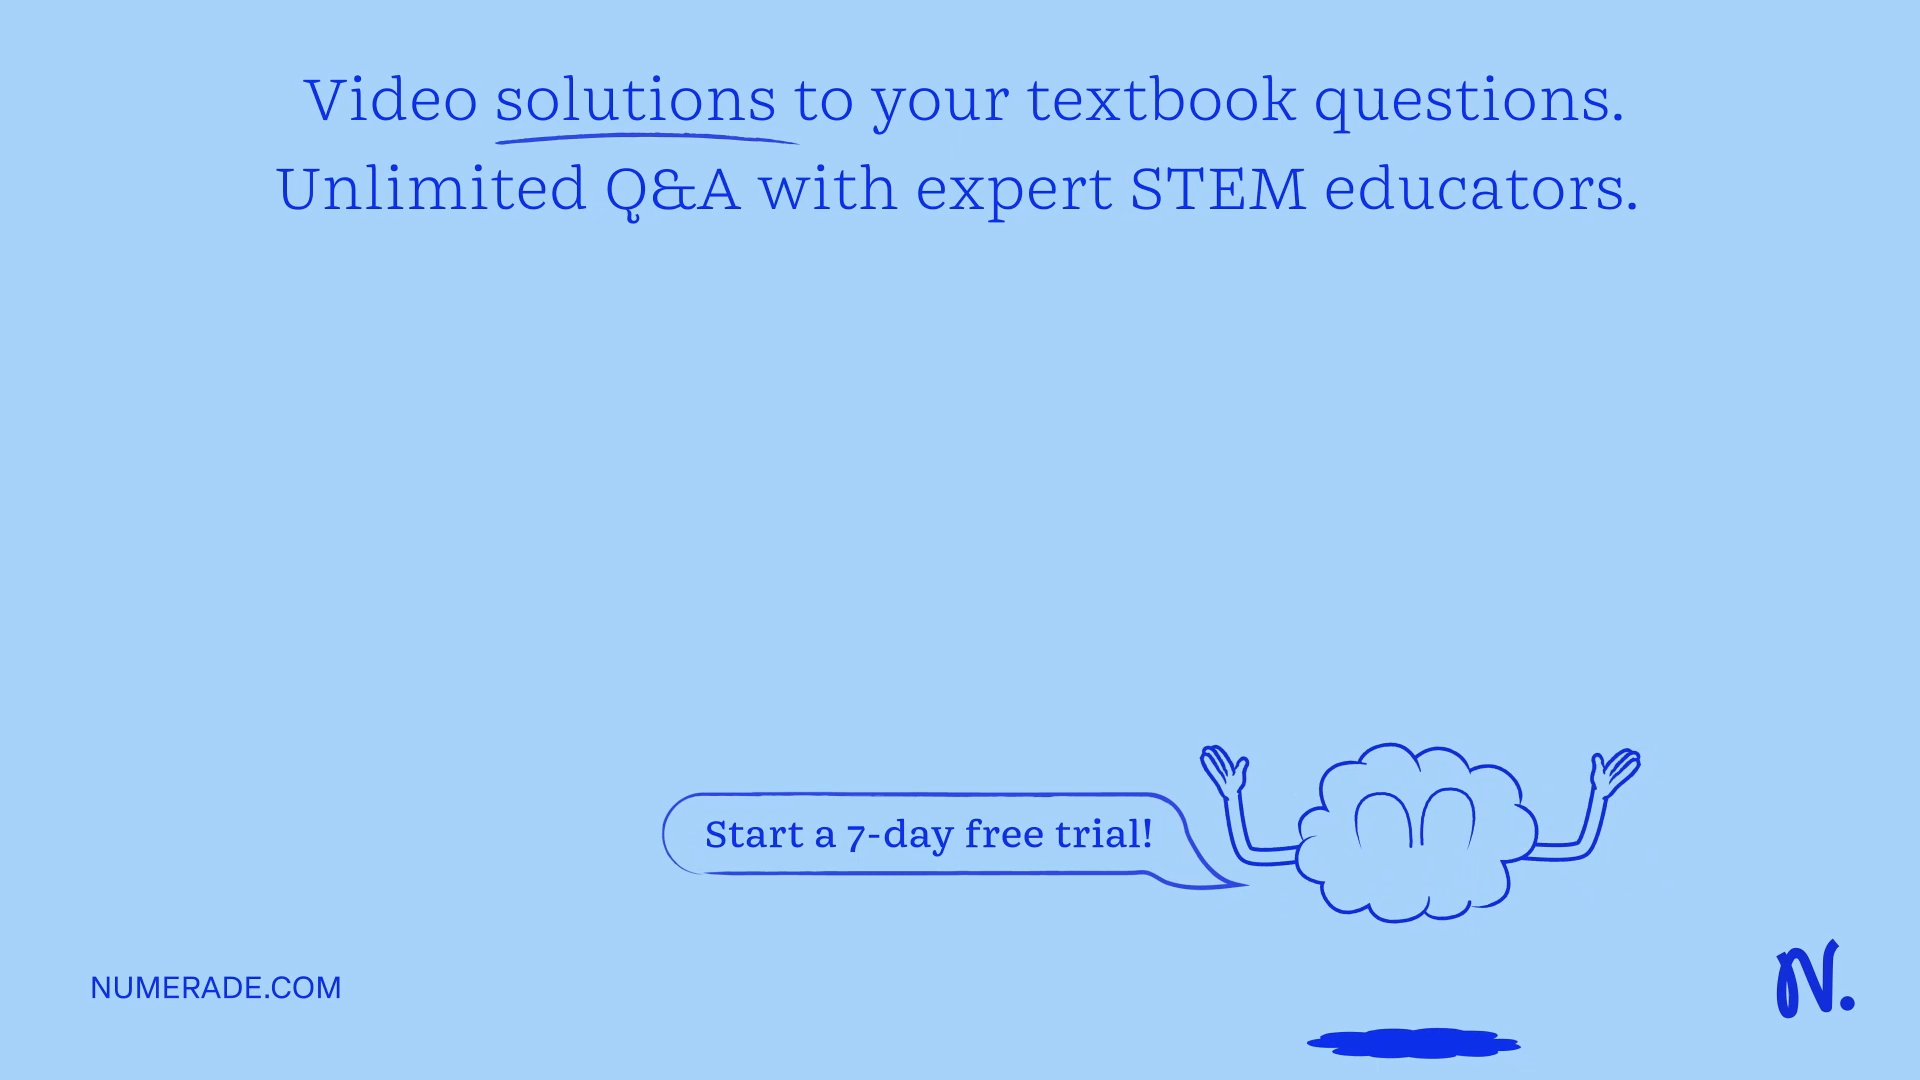 Video solutions to your textbook questions.
Unlimited Q&A with expert STEM educators.
Start a 7-day free trial!
NUMERADE.COM
N.